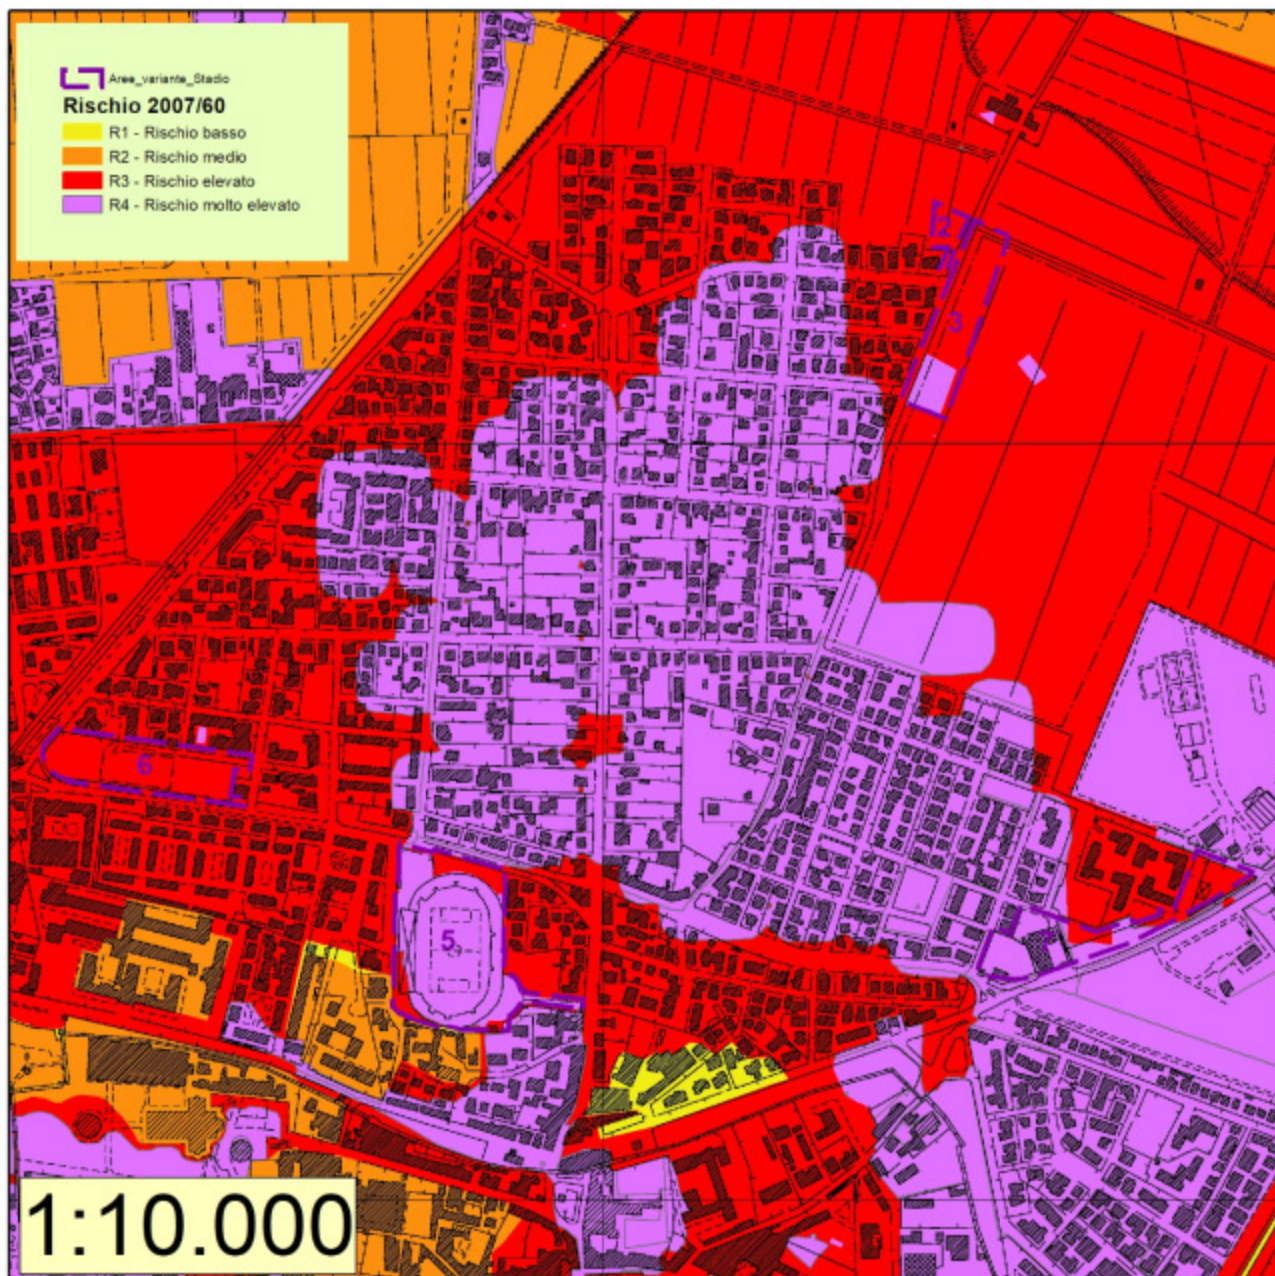 Aree_variante_Stadio
Rischio 2007/60
R1 - Rischio basso
R2 - Rischio medio
R3 - Rischio elevato
R4 - Rischio molto elevato
2
3
6
5
1:10.000